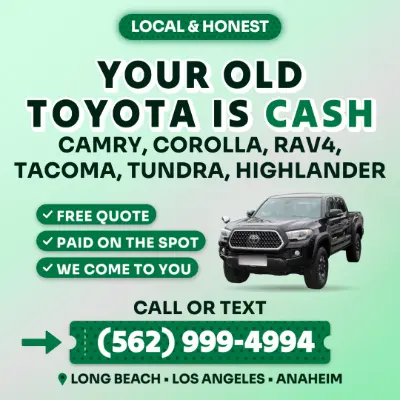 LOCAL & HONEST
YOUR OLD
TOYOTA IS CASH
CAMRY, COROLLA, RAV4,
TACOMA, TUNDRA, HIGHLANDER
FREE QUOTE
PAID ON THE SPOT
WE COME TO YOU
CALL OR TEXT
(562) 999-4994
LONG BEACH • LOS ANGELES • ANAHEIM